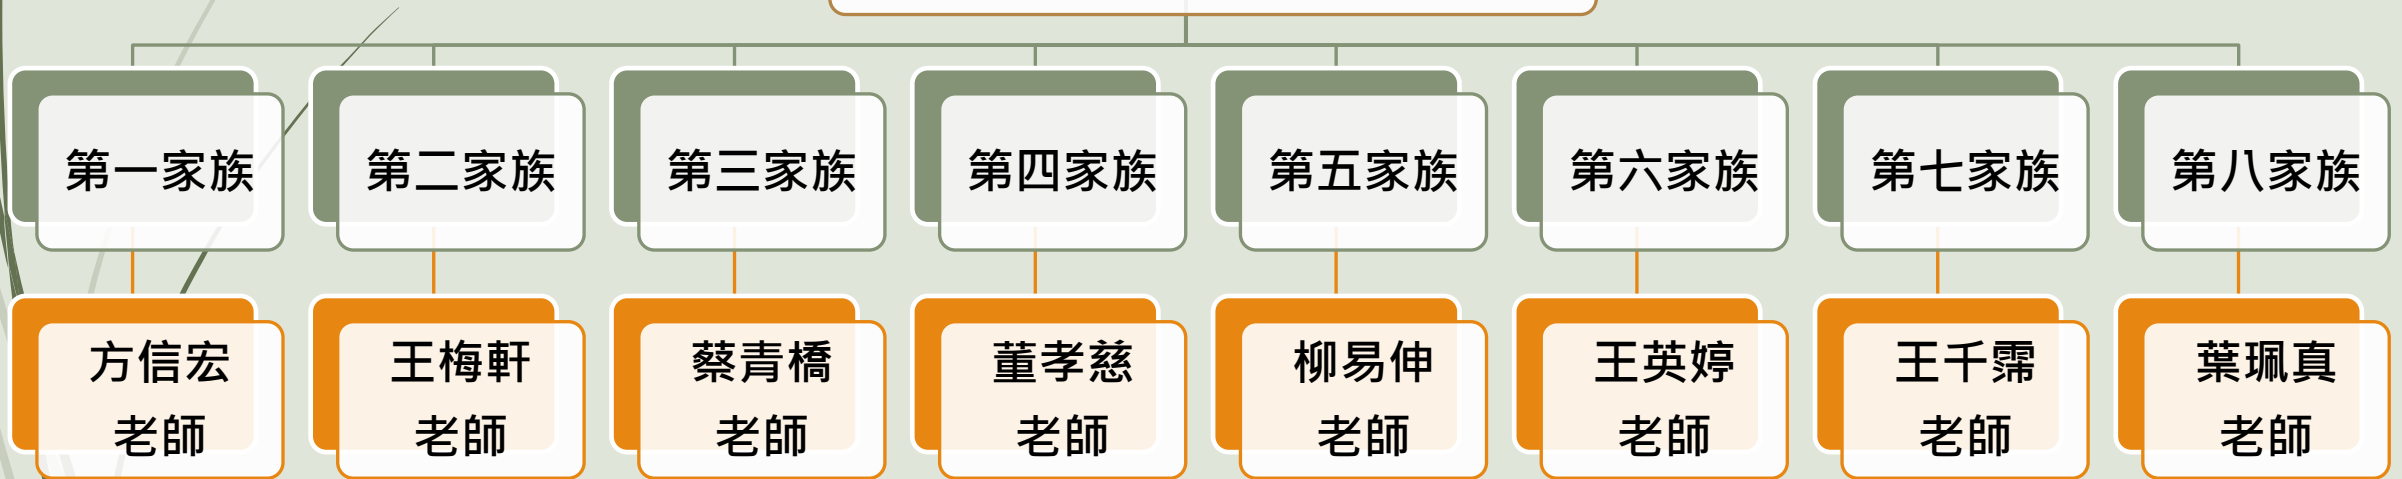 第一家族
第二家族
第三家族
第四家族
第五家族
第六家族
第七家族
第八家族
方信宏
老師
王梅軒
老師
蔡青橋
老師
董孝慈
老師
柳易伸
老師
王英婷
老師
王千霈
老師
葉珮真
老師